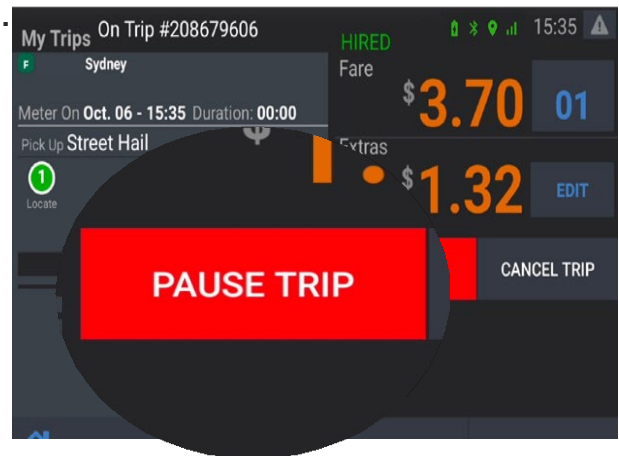 My Trips On Trip #208679606
HIRED
15:35
F Sydney
Fare
$3.70
01
Meter On Oct. 06 - 15:35 Duration: 00:00
Pick Up Street Hail
Extras
$1.32
EDIT
1
Locate
PAUSE TRIP
CANCEL TRIP